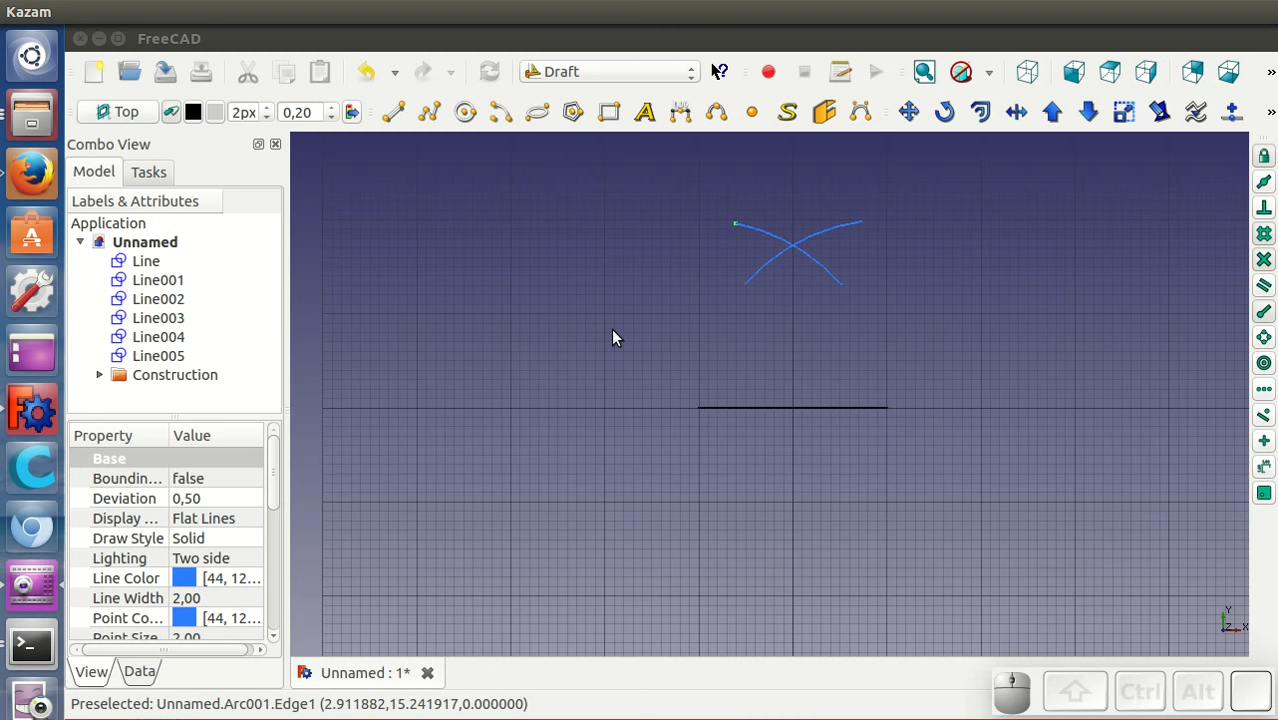 Kazam
FreeCAD
Draft
Top
2px
0,20
A
S
Combo View
Model
Tasks
Labels & Attributes
Application
Unnamed
Line
Line001
Line002
Line003
Line004
Line005
Construction
Property
Value
Base
Boundin... false
Deviation 0,50
Display ... Flat Lines
Draw Style Solid
Lighting Two side
Line Color [44, 12...
Line Width 2,00
Point Co... [44, 12...
Point Size 2,00
View
Data
Unnamed : 1*
Y
Z
X
Ctrl
Alt
Preselected: Unnamed.Arc001.Edge1 (2.911882,15.241917,0.000000)